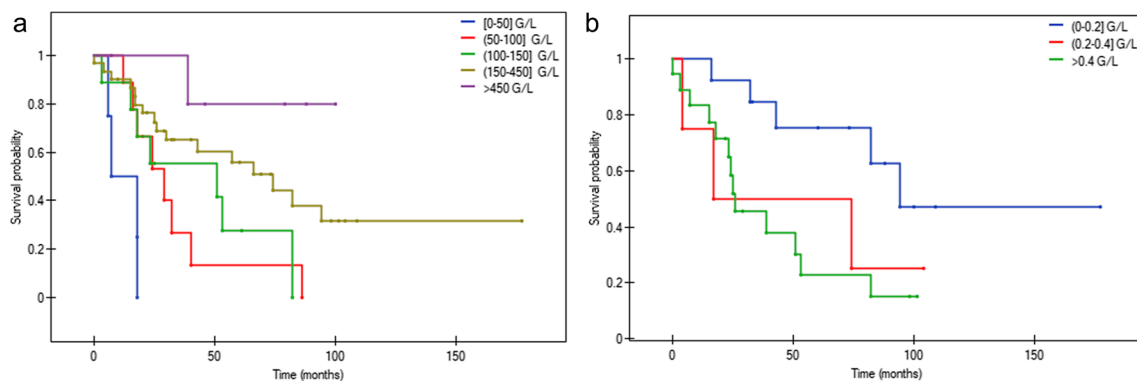 a
[0-50] G/L
(50-100] G/L
(100-150] G/L
(150-450] G/L
>450 G/L
Survival probability
1
0.8
0.6
0.4
0.2
0
0
50
100
150
Time (months)
b
(0-0.2] G/L
(0.2-0.4] G/L
>0.4 G/L
Survival probability
1
0.8
0.6
0.4
0.2
0
0
50
100
150
Time (months)